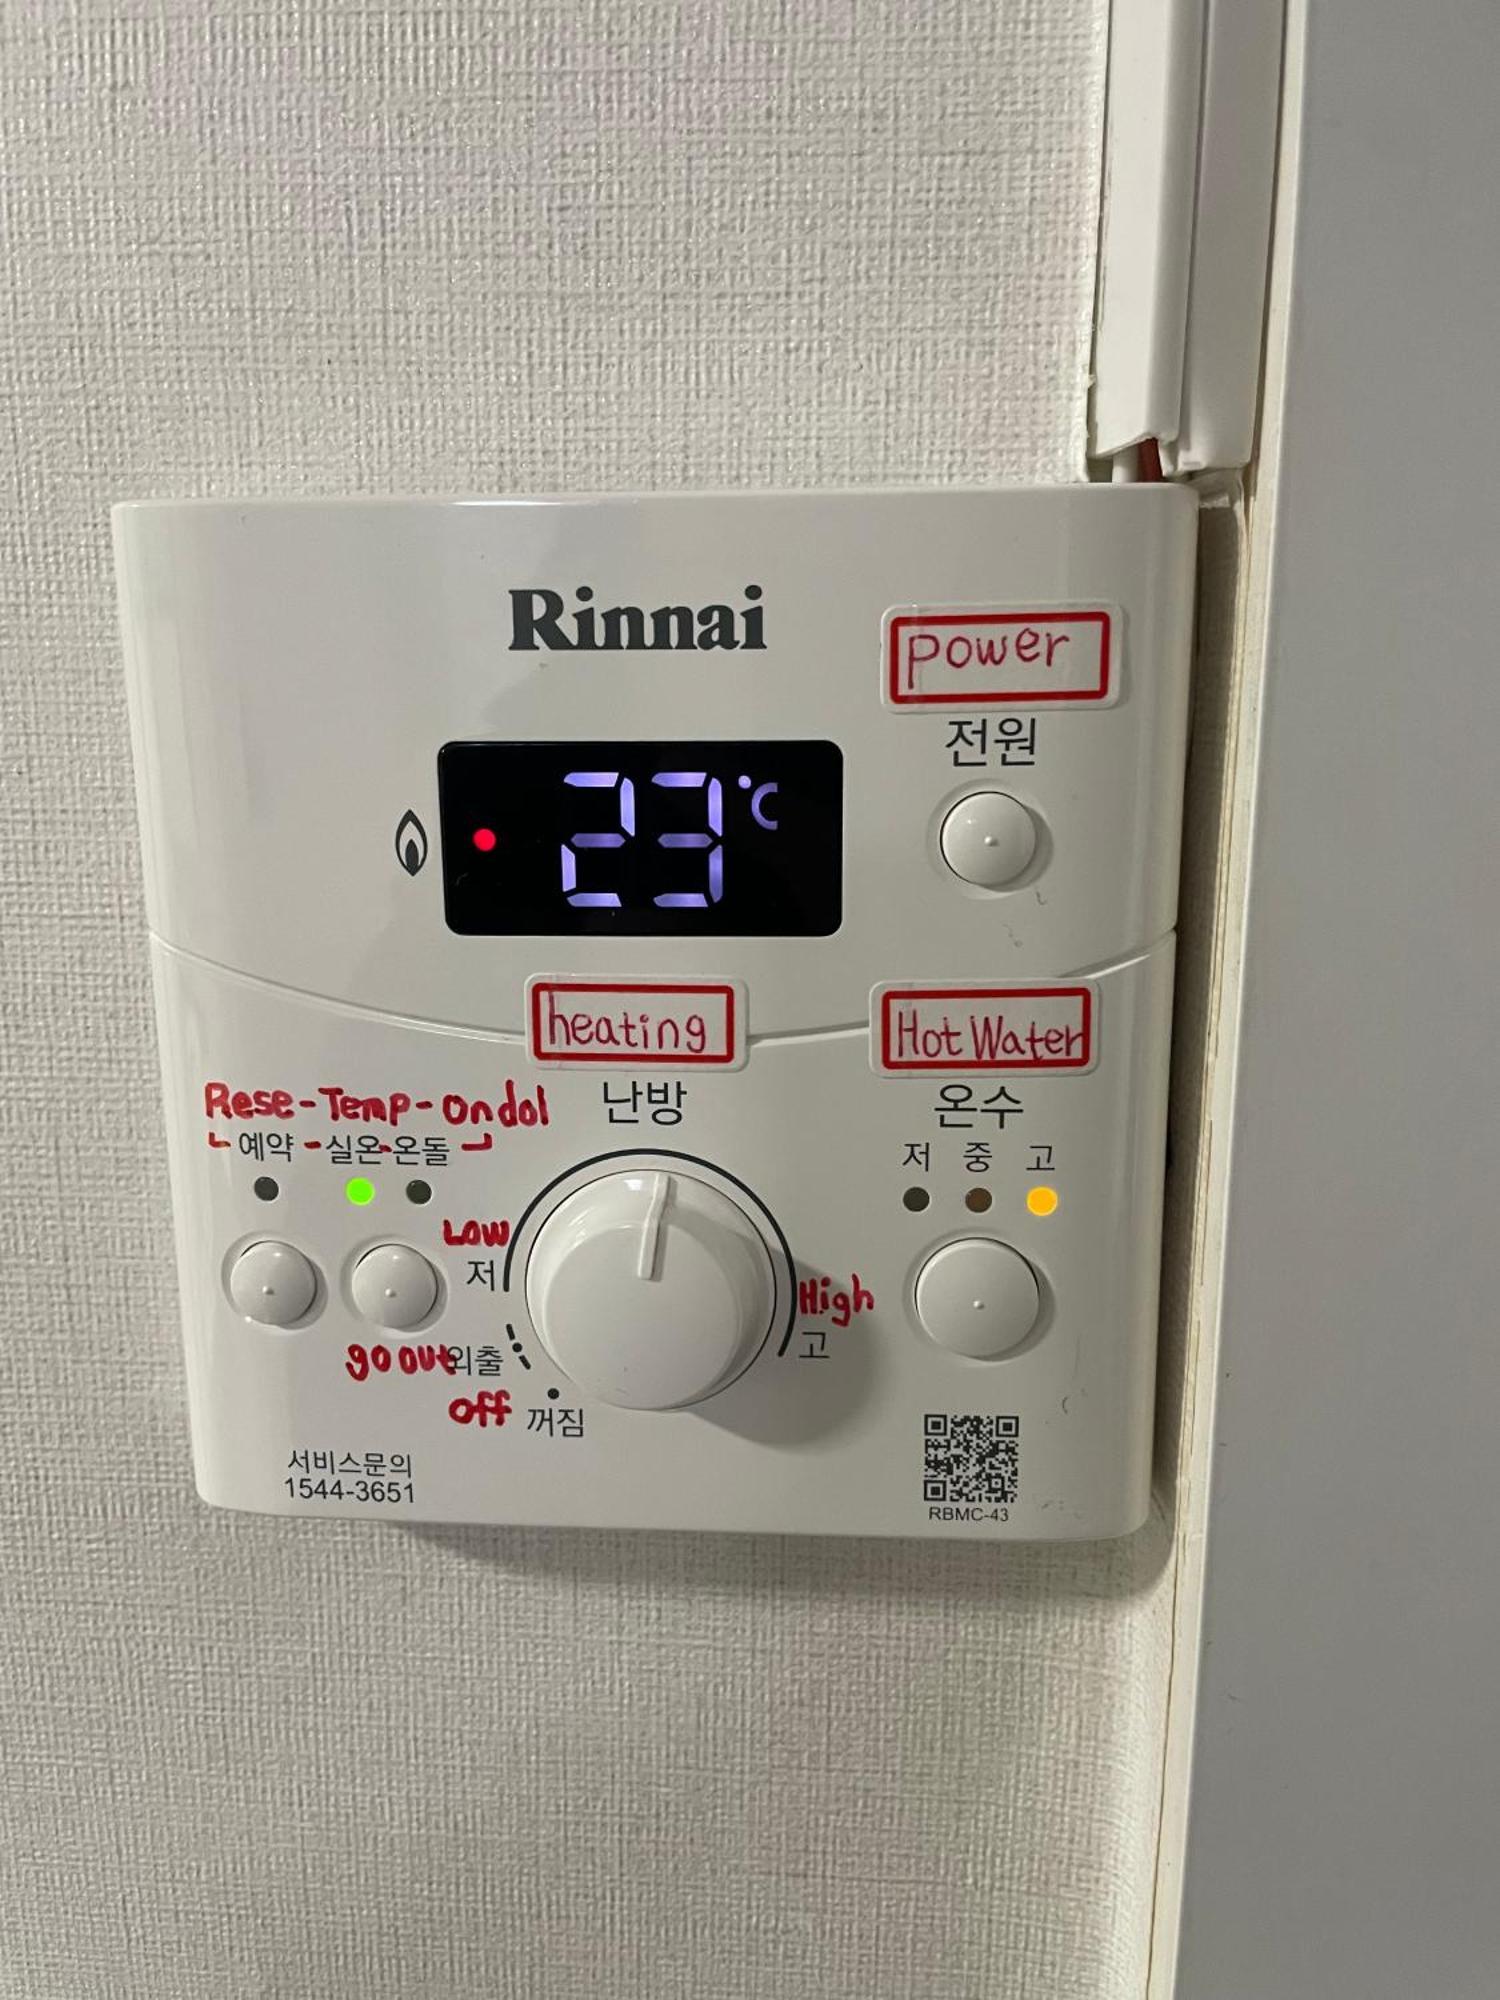 Rinnai
power
전원
23°C
heating
Hot Water
Rese-Temp-Ondol
난방
온수
예약 - 실온-온돌
저 중 고
Low
저
High
고
go out 외출
Off 꺼짐
서비스문의
1544-3651
RBMC-43